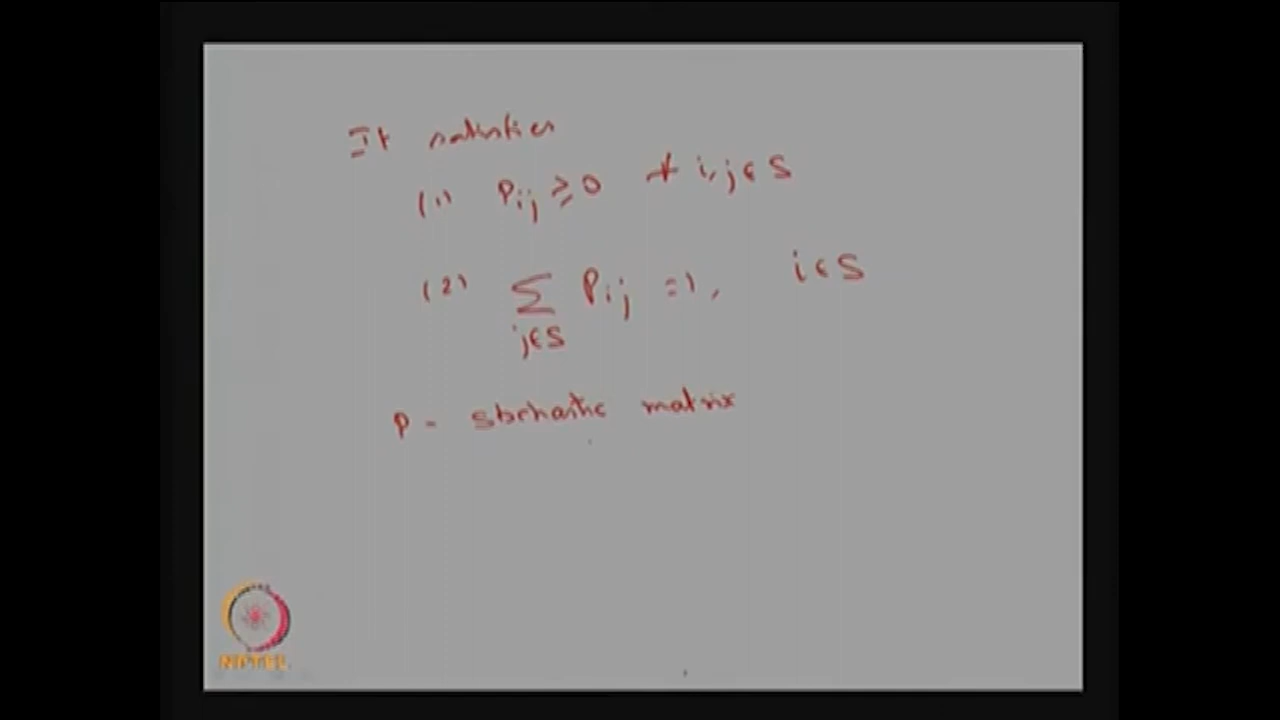 It satisfies
(1) Pij ≥ 0 ∀ i, j ∈ S
(2) ∑ Pij = 1, i ∈ S
j∈S
P - stochastic matrix
NPTEL